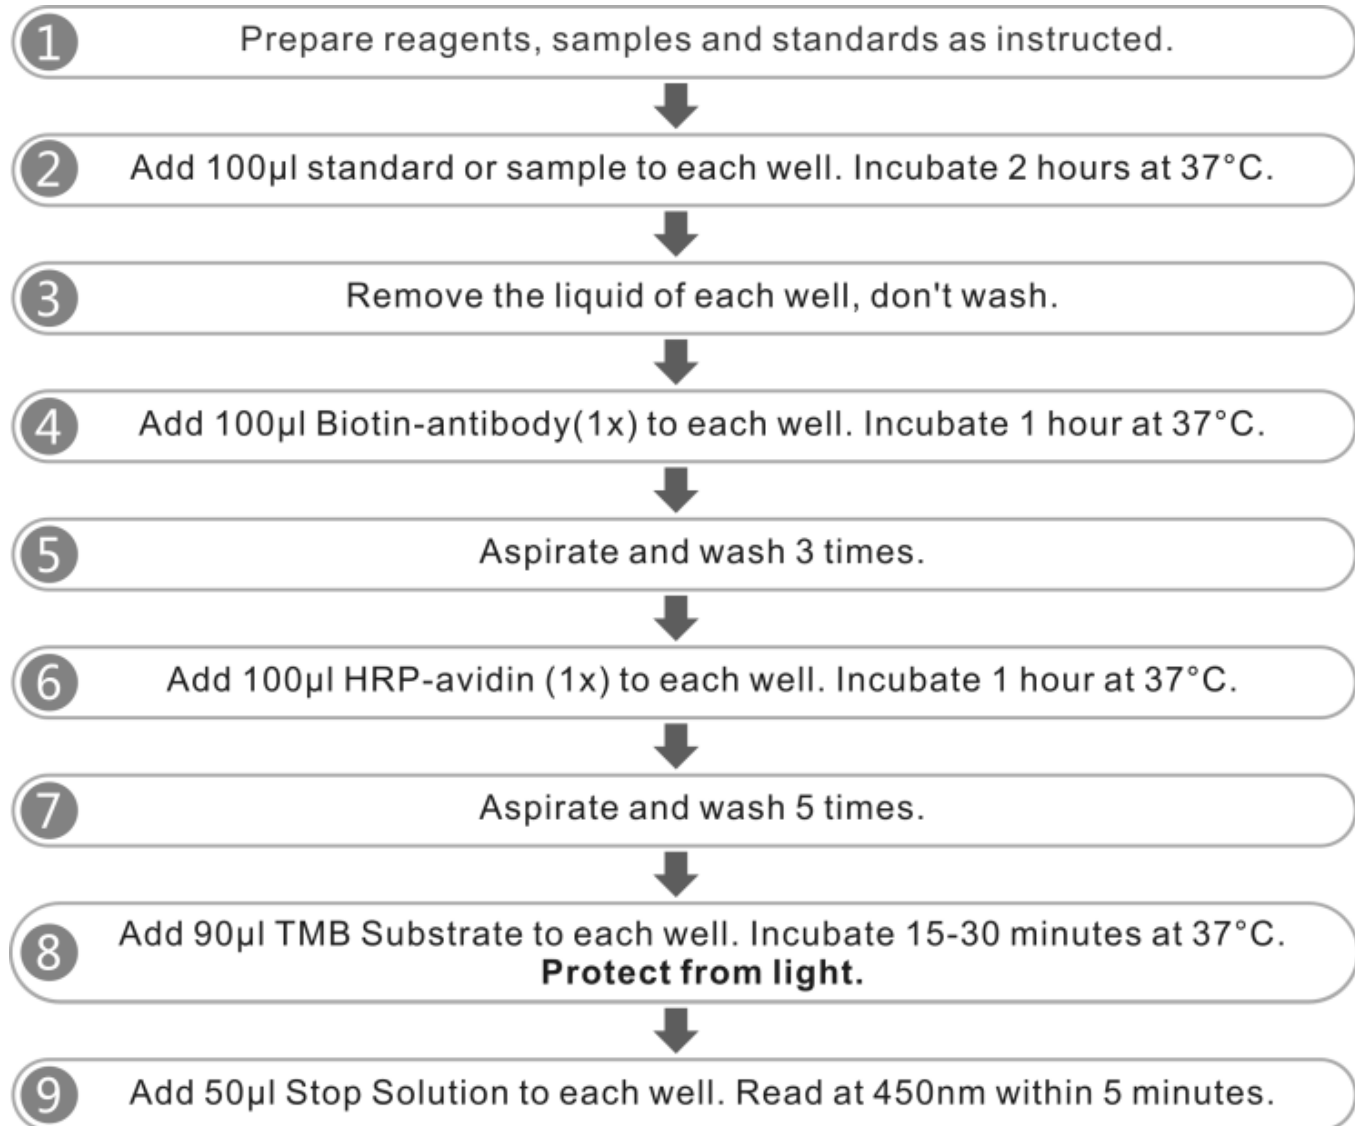 1 Prepare reagents, samples and standards as instructed.
2 Add 100µl standard or sample to each well. Incubate 2 hours at 37°C.
3 Remove the liquid of each well, don't wash.
4 Add 100µl Biotin-antibody(1x) to each well. Incubate 1 hour at 37°C.
5 Aspirate and wash 3 times.
6 Add 100µl HRP-avidin (1x) to each well. Incubate 1 hour at 37°C.
7 Aspirate and wash 5 times.
8 Add 90µl TMB Substrate to each well. Incubate 15-30 minutes at 37°C.
Protect from light.
9 Add 50µl Stop Solution to each well. Read at 450nm within 5 minutes.